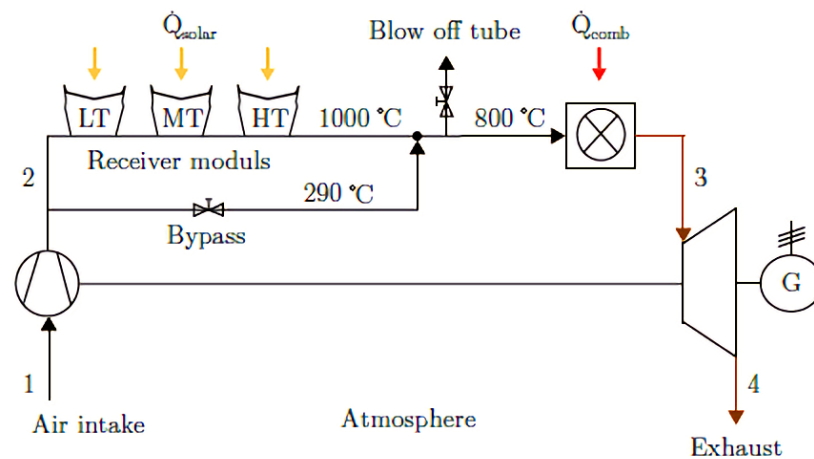 Q̇solar
Blow off tube
Q̇comb
LT
MT
HT
1000 °C
800 °C
Receiver moduls
2
290 °C
3
Bypass
G
1
4
Air intake
Atmosphere
Exhaust